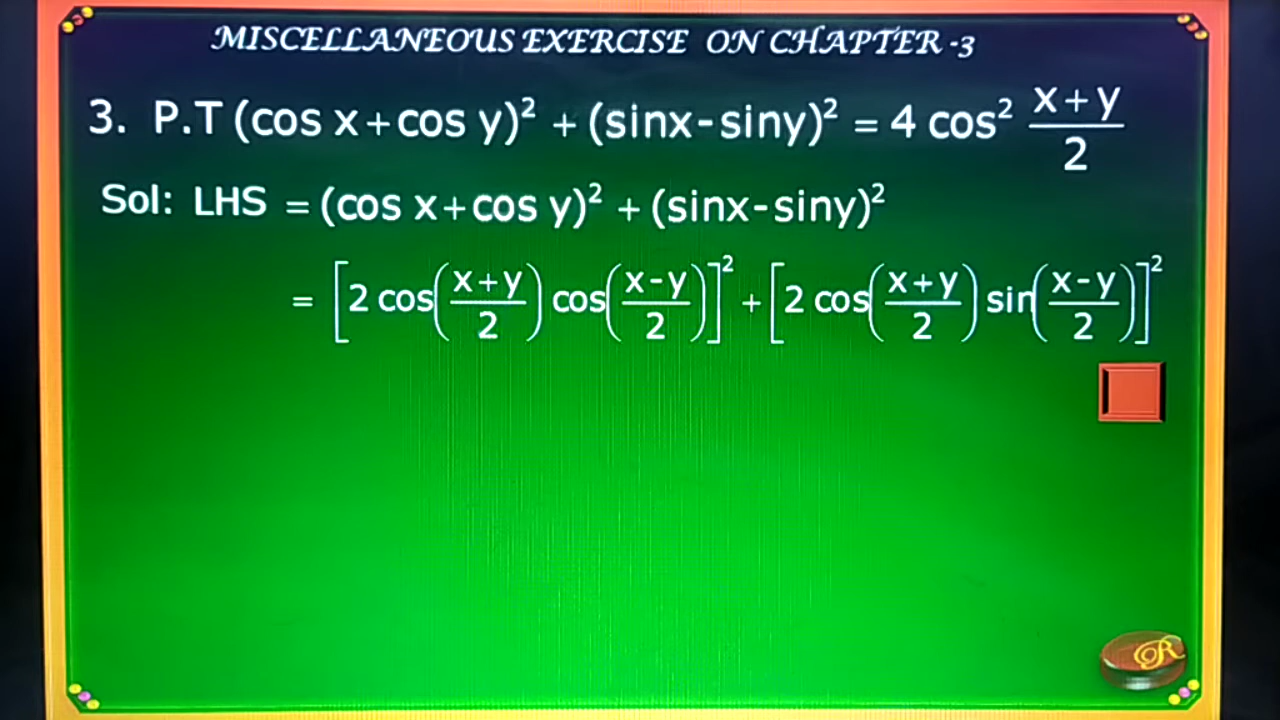 MISCELLANEOUS EXERCISE ON CHAPTER -3
3. P.T (cos x+cos y)² + (sinx-siny)² = 4 cos² (x+y)/2
Sol: LHS = (cos x+cos y)² + (sinx-siny)²
= [2 cos((x+y)/2) cos((x-y)/2)]² + [2 cos((x+y)/2) sin((x-y)/2)]²
R